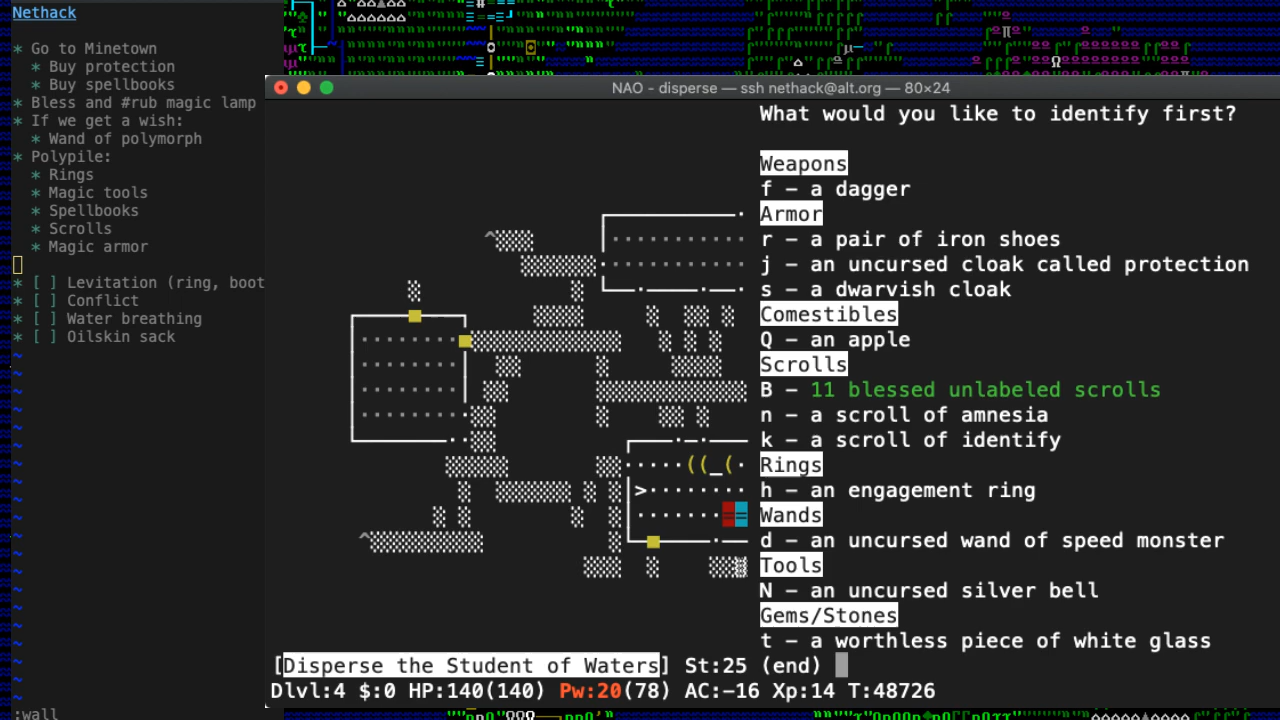 Nethack
* Go to Minetown
* Buy protection
* Buy spellbooks
* Bless and #rub magic lamp
* If we get a wish:
* Wand of polymorph
* Polypile:
* Rings
* Magic tools
* Spellbooks
* Scrolls
* Magic armor
* [ ] Levitation (ring, boot
* [ ] Conflict
* [ ] Water breathing
* [ ] Oilskin sack
:wall
NAO - disperse — ssh nethack@alt.org — 80×24
What would you like to identify first?
Weapons
f - a dagger
Armor
r - a pair of iron shoes
j - an uncursed cloak called protection
s - a dwarvish cloak
Comestibles
Q - an apple
Scrolls
B - 11 blessed unlabeled scrolls
n - a scroll of amnesia
k - a scroll of identify
Rings
h - an engagement ring
Wands
d - an uncursed wand of speed monster
Tools
N - an uncursed silver bell
Gems/Stones
t - a worthless piece of white glass
[Disperse the Student of Waters] St:25 (end)
Dlvl:4 $:0 HP:140(140) Pw:20(78) AC:-16 Xp:14 T:48726